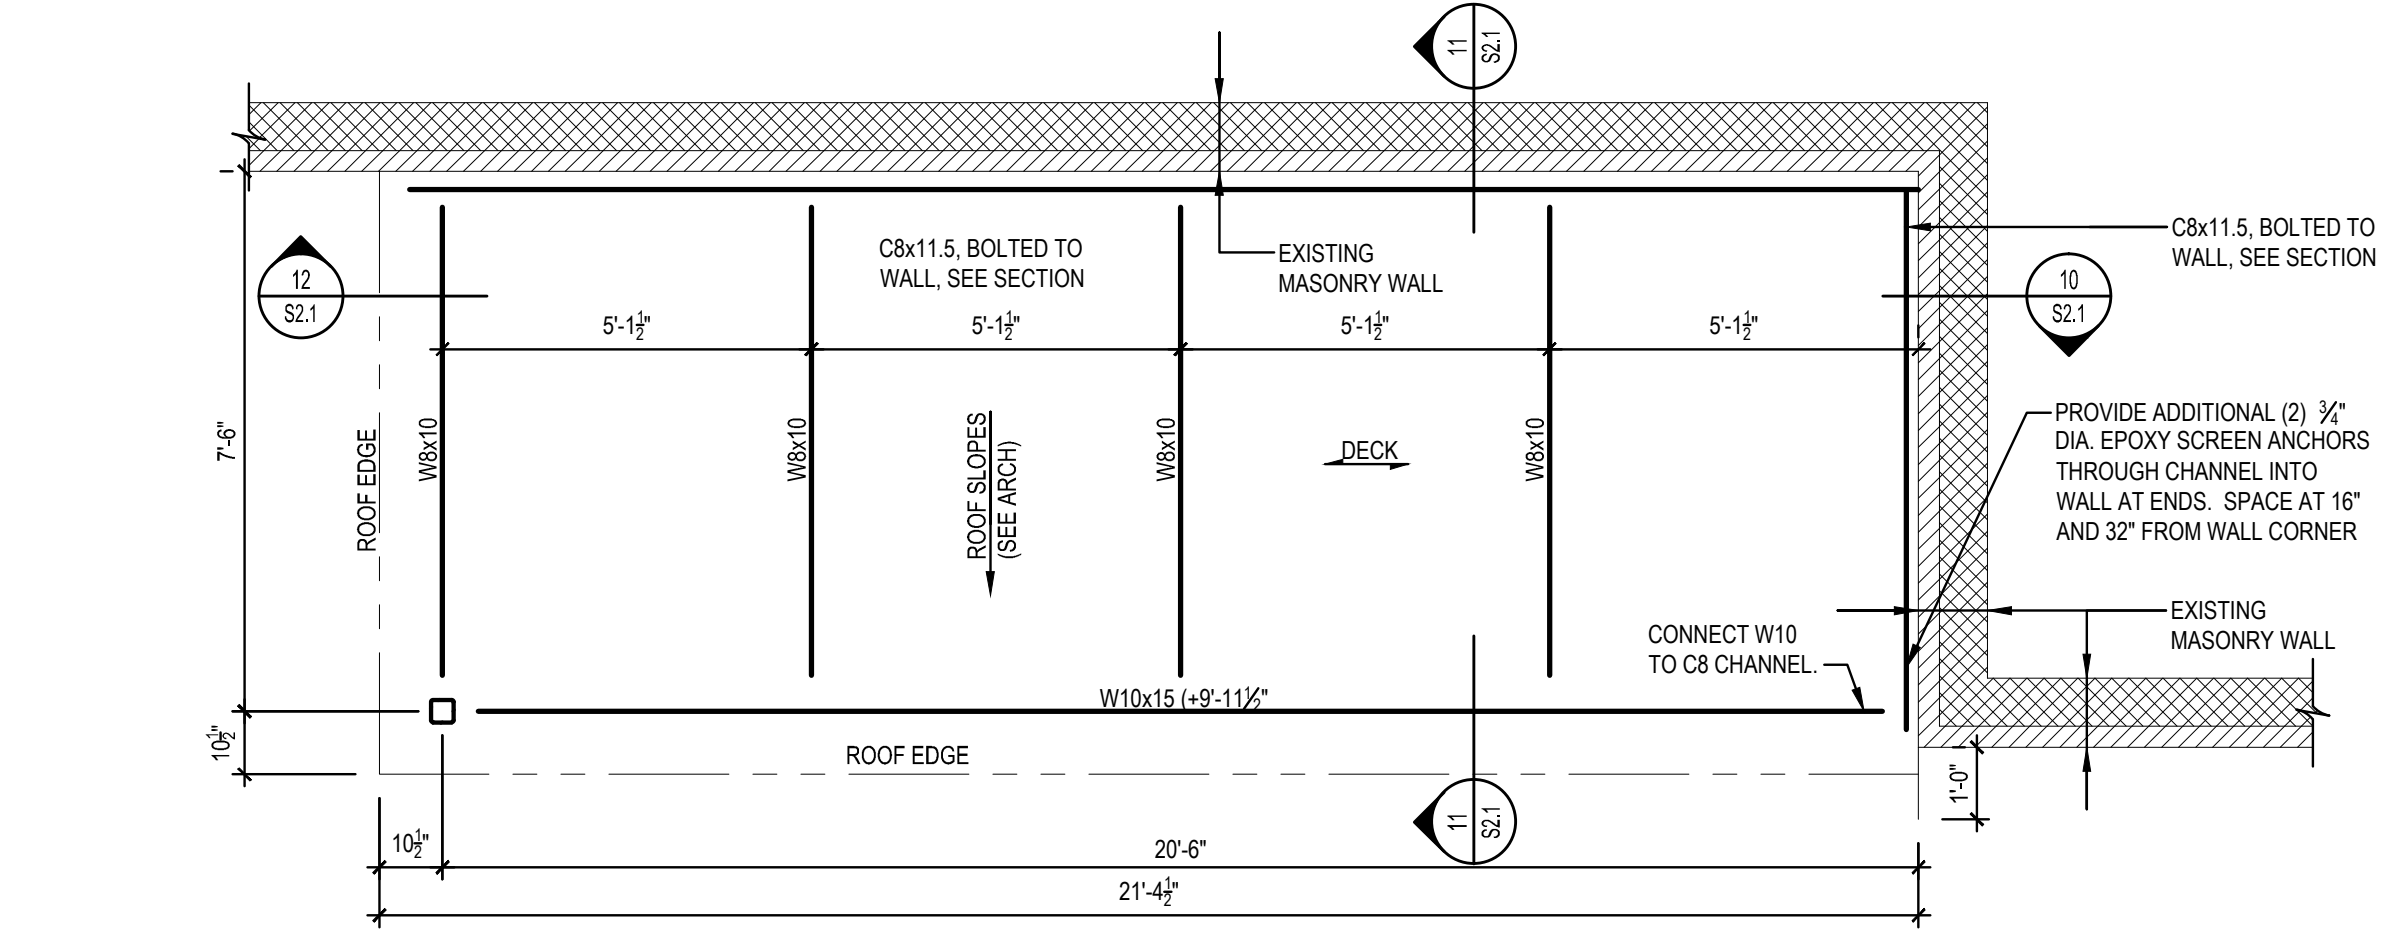 11
S2.1
C8x11.5, BOLTED TO
WALL, SEE SECTION
EXISTING
MASONRY WALL
C8x11.5, BOLTED TO
WALL, SEE SECTION
12
S2.1
10
S2.1
5'-1½"
5'-1½"
5'-1½"
5'-1½"
7'-6"
ROOF EDGE
W8x10
W8x10
ROOF SLOPES
(SEE ARCH)
W8x10
DECK
W8x10
PROVIDE ADDITIONAL (2) ¾"
DIA. EPOXY SCREEN ANCHORS
THROUGH CHANNEL INTO
WALL AT ENDS. SPACE AT 16"
AND 32" FROM WALL CORNER
EXISTING
MASONRY WALL
CONNECT W10
TO C8 CHANNEL.
W10x15 (+9'-11½"
10½"
ROOF EDGE
1'-0"
11
S2.1
10½"
20'-6"
21'-4½"